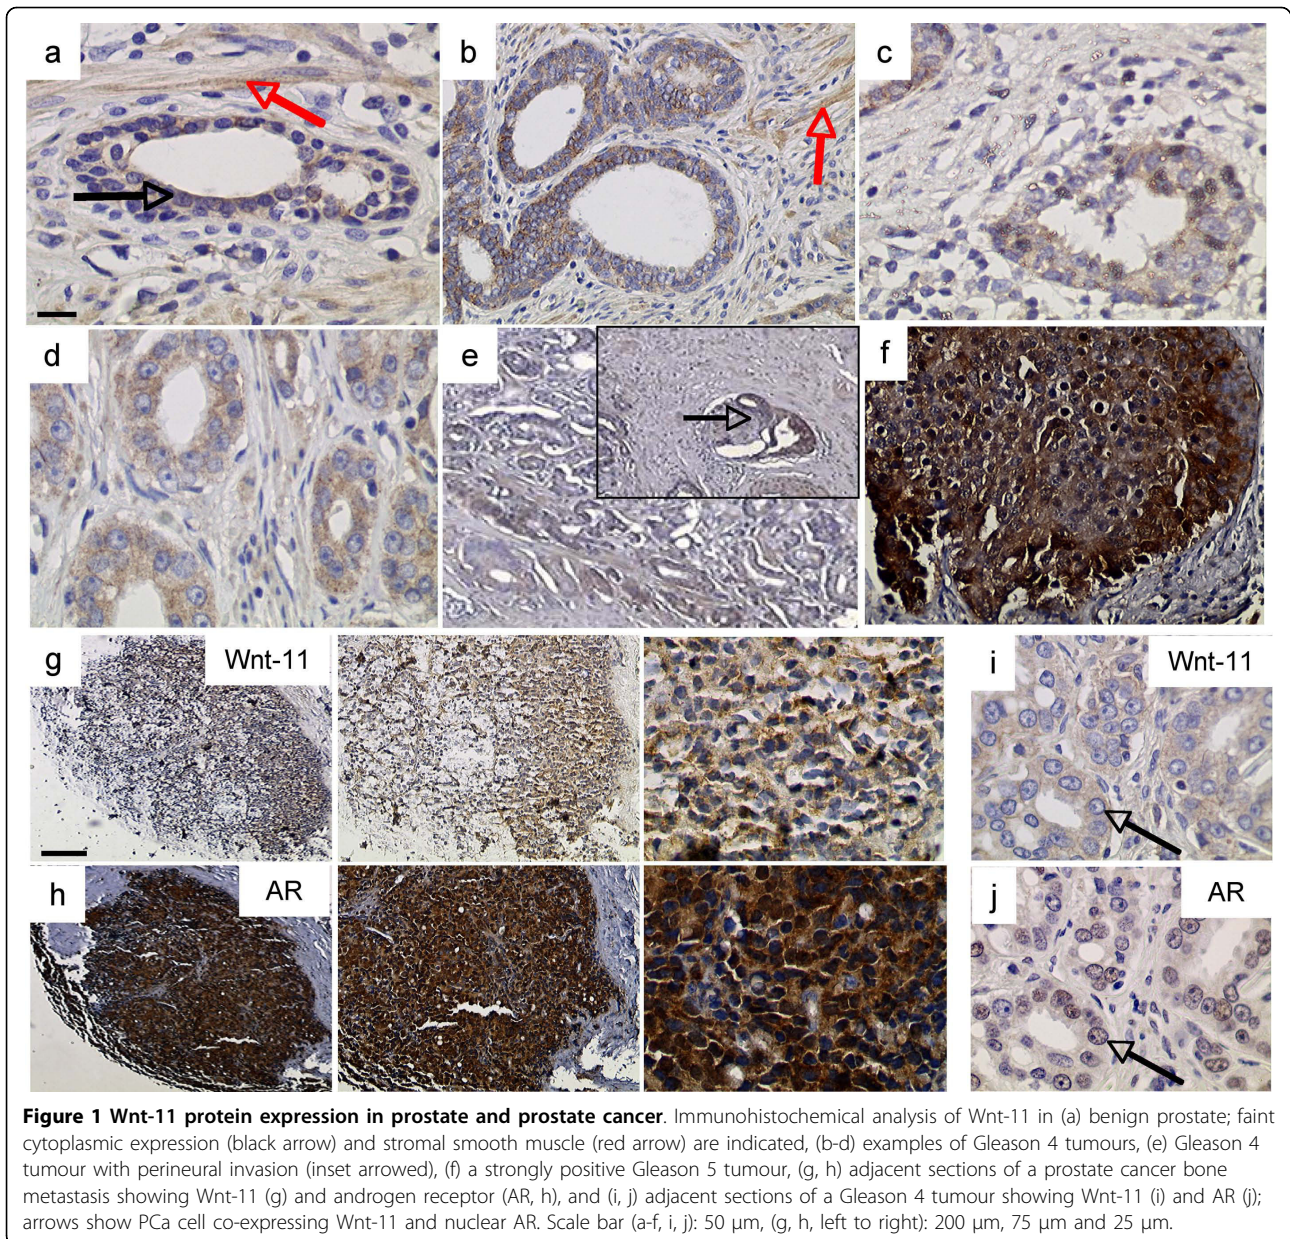 a
b
c
d
e
f
g
Wnt-11
i
Wnt-11
h
AR
j
AR
Figure 1 Wnt-11 protein expression in prostate and prostate cancer. Immunohistochemical analysis of Wnt-11 in (a) benign prostate; faint
cytoplasmic expression (black arrow) and stromal smooth muscle (red arrow) are indicated, (b-d) examples of Gleason 4 tumours, (e) Gleason 4
tumour with perineural invasion (inset arrowed), (f) a strongly positive Gleason 5 tumour, (g, h) adjacent sections of a prostate cancer bone
metastasis showing Wnt-11 (g) and androgen receptor (AR, h), and (i, j) adjacent sections of a Gleason 4 tumour showing Wnt-11 (i) and AR (j);
arrows show PCa cell co-expressing Wnt-11 and nuclear AR. Scale bar (a-f, i, j): 50 μm, (g, h, left to right): 200 μm, 75 μm and 25 μm.